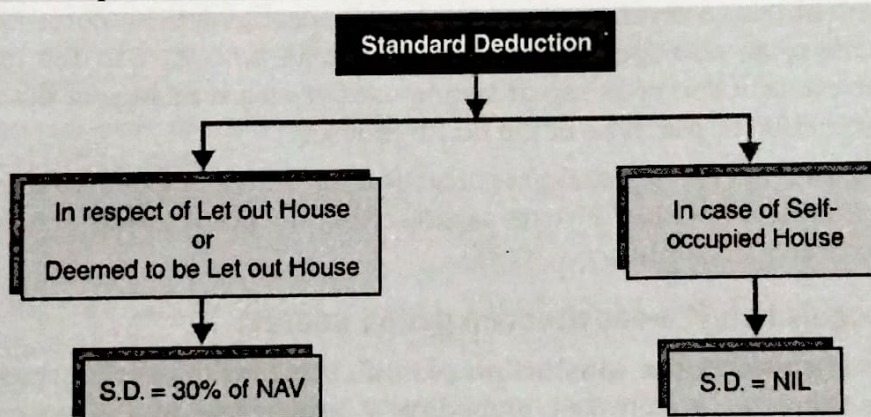 Standard Deduction
In respect of Let out House
or
Deemed to be Let out House
In case of Self-
occupied House
S.D. = 30% of NAV
S.D. = NIL